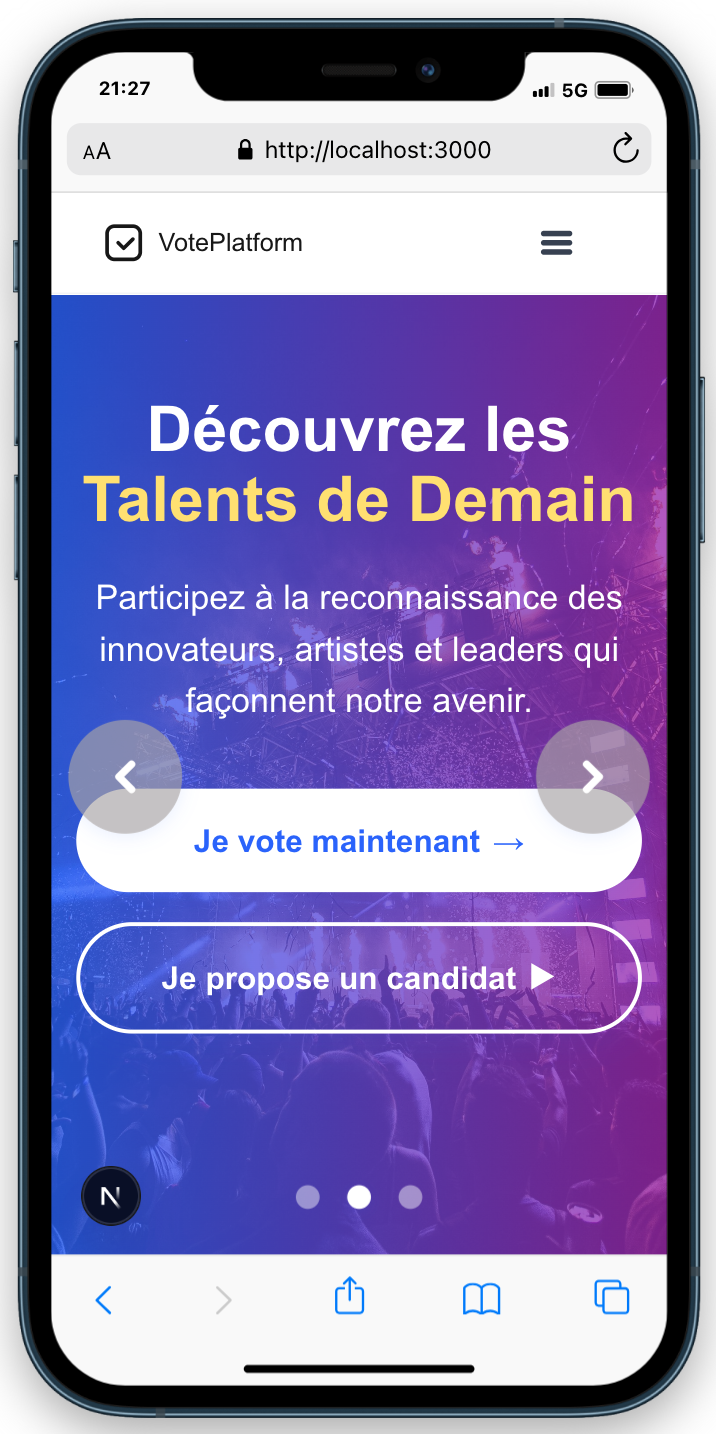 21:27
5G
AA
http://localhost:3000
VotePlatform
Découvrez les
Talents de Demain
Participez à la reconnaissance des
innovateurs, artistes et leaders qui
façonnent notre avenir.
Je vote maintenant →
Je propose un candidat ▶
N